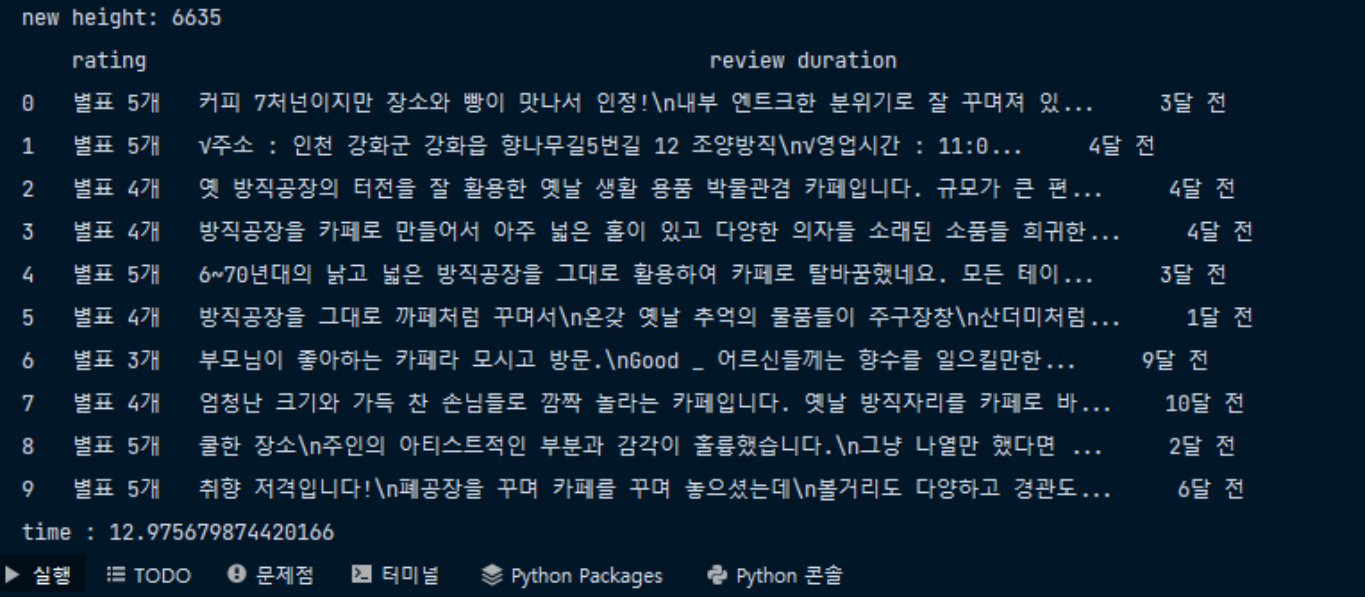 new height: 6635
rating review duration
0 별표 5개 커피 7처넌이지만 장소와 빵이 맛나서 인정!\n내부 엔트크한 분위기로 잘 꾸며져 있... 3달 전
1 별표 5개 √주소 : 인천 강화군 강화읍 향나무길5번길 12 조양방직\n√영업시간 : 11:0... 4달 전
2 별표 4개 옛 방직공장의 터전을 잘 활용한 옛날 생활 용품 박물관겸 카페입니다. 규모가 큰 편... 4달 전
3 별표 4개 방직공장을 카페로 만들어서 아주 넓은 홀이 있고 다양한 의자들 소래된 소품들 희귀한... 4달 전
4 별표 5개 6~70년대의 낡고 넓은 방직공장을 그대로 활용하여 카페로 탈바꿈했네요. 모든 테이... 3달 전
5 별표 4개 방직공장을 그대로 까페처럼 꾸며서\n온갖 옛날 추억의 물품들이 주구장창\n산더미처럼... 1달 전
6 별표 3개 부모님이 좋아하는 카페라 모시고 방문.\nGood _ 어르신들께는 향수를 일으킬만한... 9달 전
7 별표 4개 엄청난 크기와 가득 찬 손님들로 깜짝 놀라는 카페입니다. 옛날 방직자리를 카페로 바... 10달 전
8 별표 5개 쿨한 장소\n주인의 아티스트적인 부분과 감각이 훌륭했습니다.\n그냥 나열만 했다면 ... 2달 전
9 별표 5개 취향 저격입니다!\n폐공장을 꾸며 카페를 꾸며 놓으셨는데\n볼거리도 다양하고 경관도... 6달 전
time : 12.975679874420166
실행 TODO 문제점 터미널 Python Packages Python 콘솔